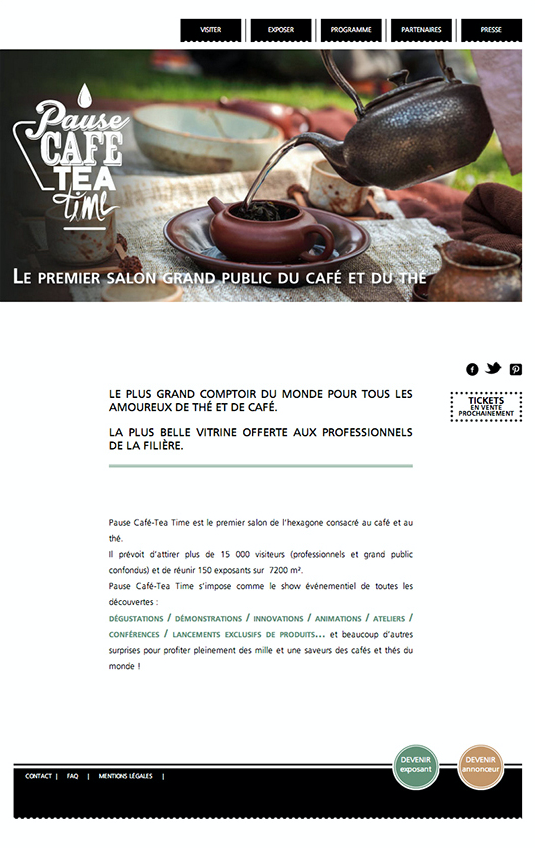 VISITER
EXPOSER
PROGRAMME
PARTENAIRES
PRESSE
Pause
CAFE
TEA
time
LE PREMIER SALON GRAND PUBLIC DU CAFÉ ET DU THÉ
LE PLUS GRAND COMPTOIR DU MONDE POUR TOUS LES
AMOUREUX DE THÉ ET DE CAFÉ.
LA PLUS BELLE VITRINE OFFERTE AUX PROFESSIONNELS
DE LA FILIÈRE.
TICKETS
EN VENTE
PROCHAINEMENT
Pause Café-Tea Time est le premier salon de l'hexagone consacré au café et au
thé.
Il prévoit d'attirer plus de 15 000 visiteurs (professionnels et grand public
confondus) et de réunir 150 exposants sur 7200 m².
Pause Café-Tea Time s'impose comme le show événementiel de toutes les
découvertes :
DÉGUSTATIONS / DÉMONSTRATIONS / INNOVATIONS / ANIMATIONS / ATELIERS /
CONFÉRENCES / LANCEMENTS EXCLUSIFS DE PRODUITS... et beaucoup d'autres
surprises pour profiter pleinement des mille et une saveurs des cafés et thés du
monde !
DEVENIR
exposant
DEVENIR
annonceur
CONTACT | FAQ | MENTIONS LÉGALES |